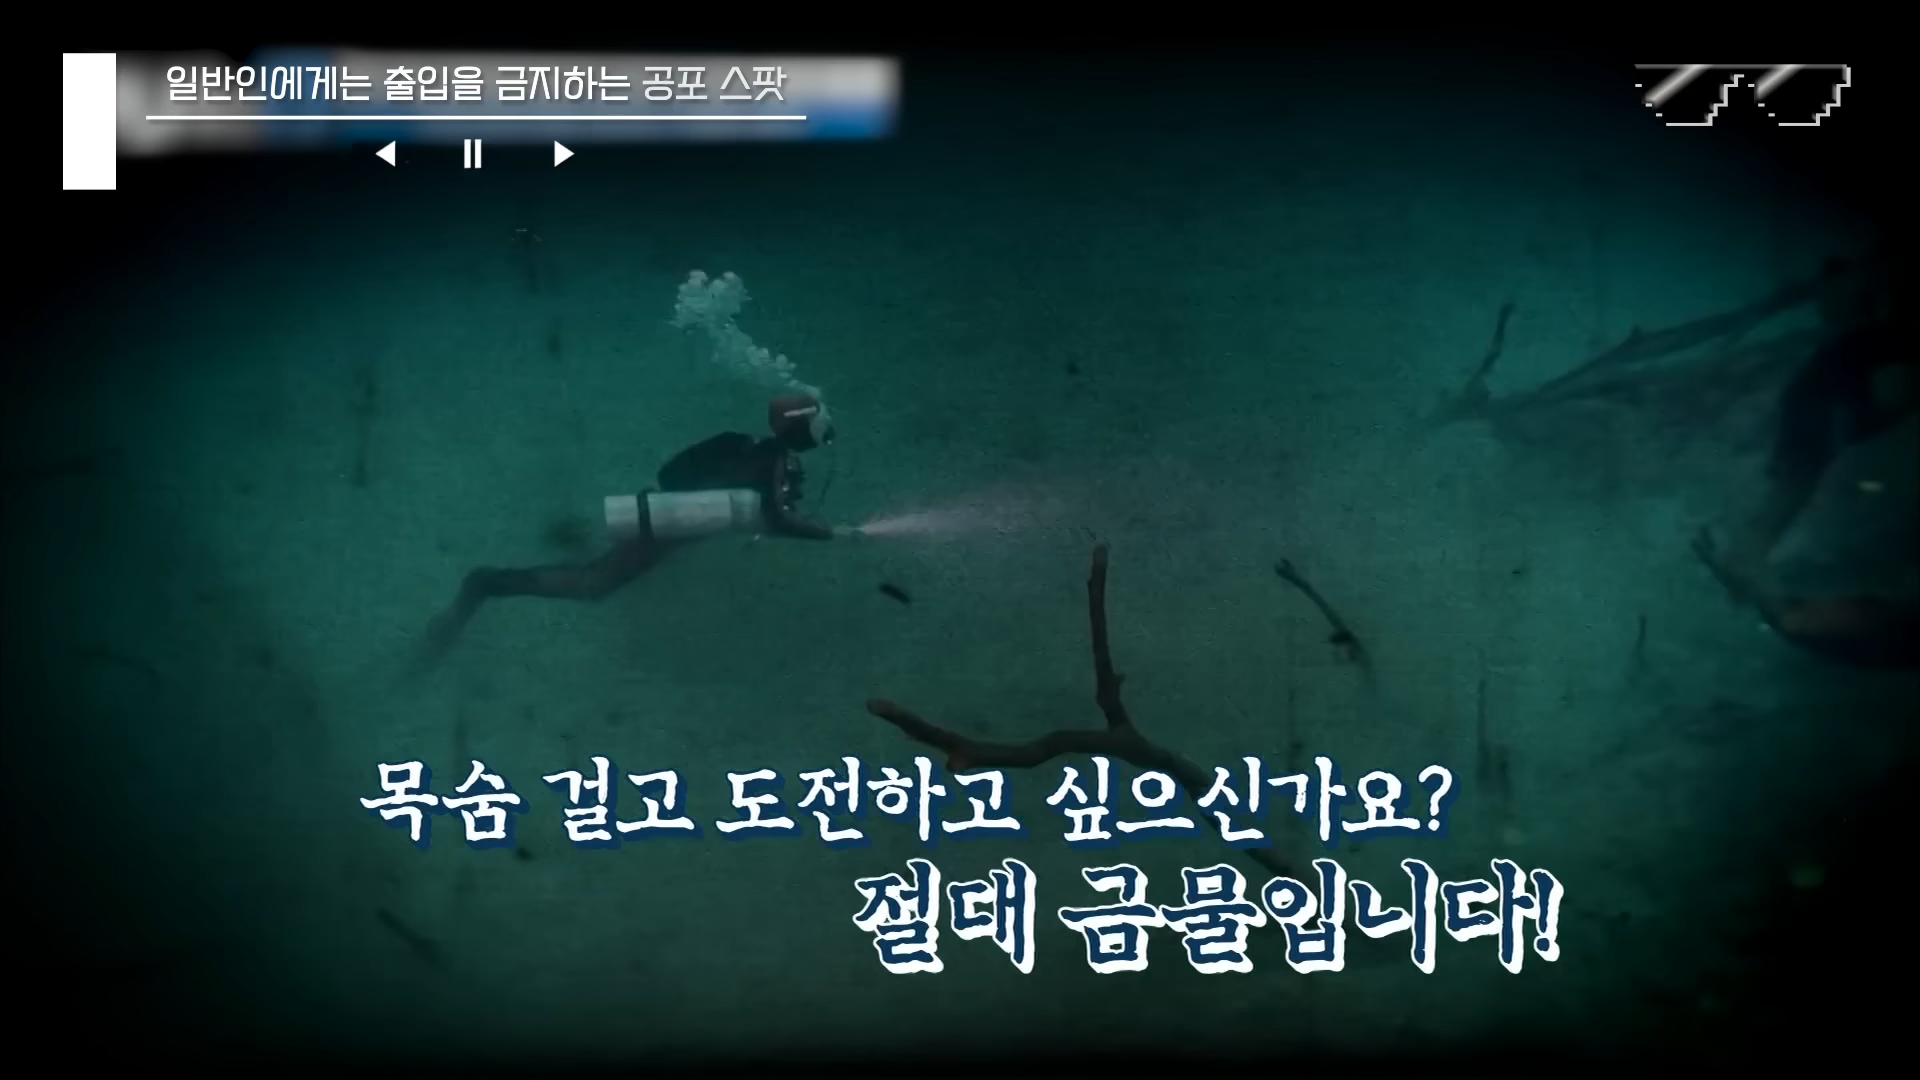 일반인에게는 출입을 금지하는 공포 스팟
목숨 걸고 도전하고 싶으신가요?
절대 금물입니다!